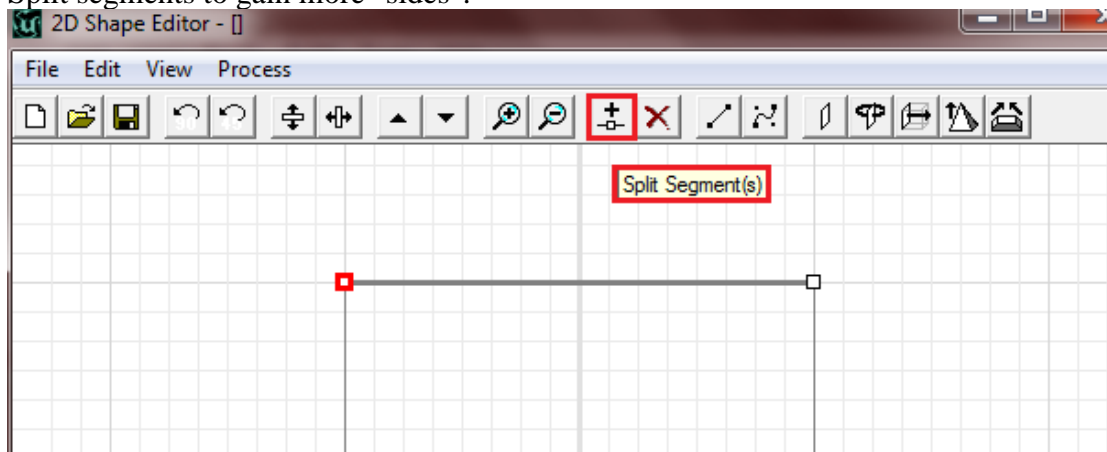 Split segments to gain more "sides".
2D Shape Editor - []
File Edit View Process
Split Segment(s)